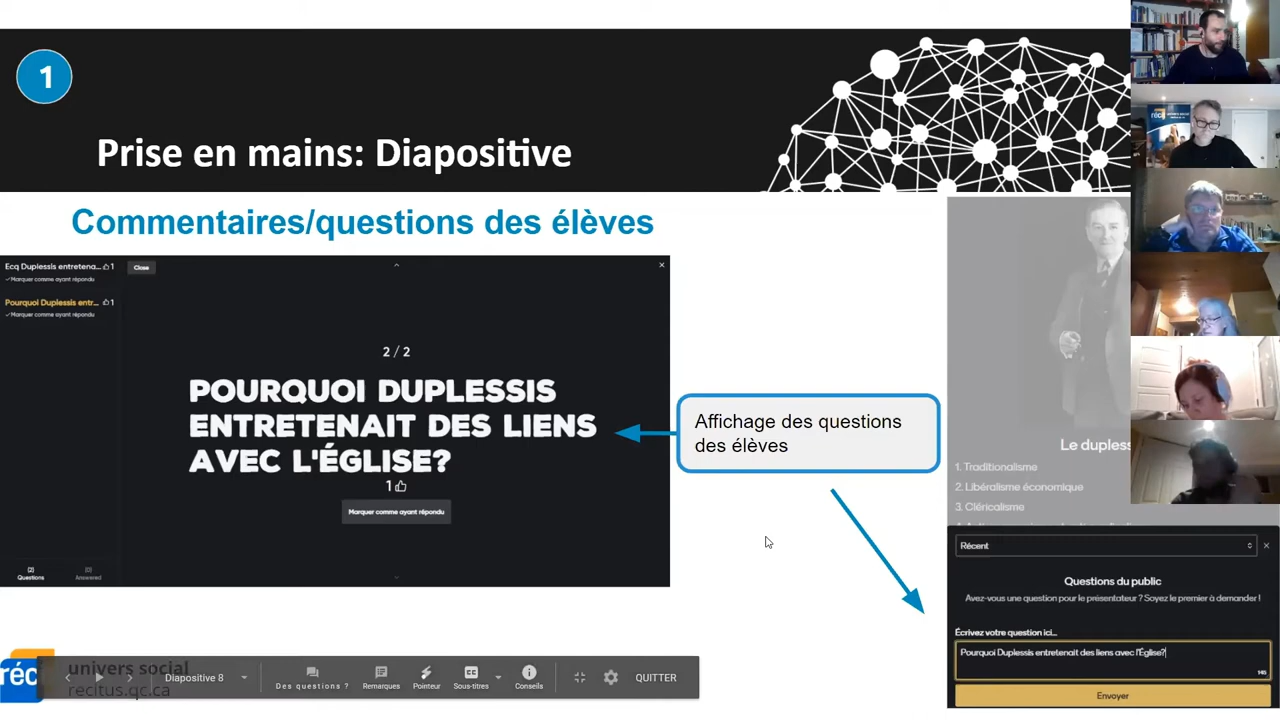 1
Prise en mains: Diapositive
Commentaires/questions des élèves
Ecq Duplessis entretena... 1
✓Marquer comme ayant répondu
Pourquoi Duplessis entr... 1
✓Marquer comme ayant répondu
Close
2 / 2
POURQUOI DUPLESSIS
ENTRETENAIT DES LIENS
AVEC L'ÉGLISE?
1
Marquer comme ayant répondu
(2)
Questions
(0)
Answered
Affichage des questions
des élèves
Le dupless
1. Traditionalisme
2. Libéralisme économique
3. Cléricalisme
Récent
Questions du public
Avez-vous une question pour le présentateur ? Soyez le premier à demander !
Écrivez votre question ici...
Pourquoi Duplessis entretenait des liens avec l'Église?
Envoyer
réc
univers social
recitus.qc.ca
Diapositive 8
Des questions ?
Remarques
Pointeur
Sous-titres
Conseils
QUITTER
réc